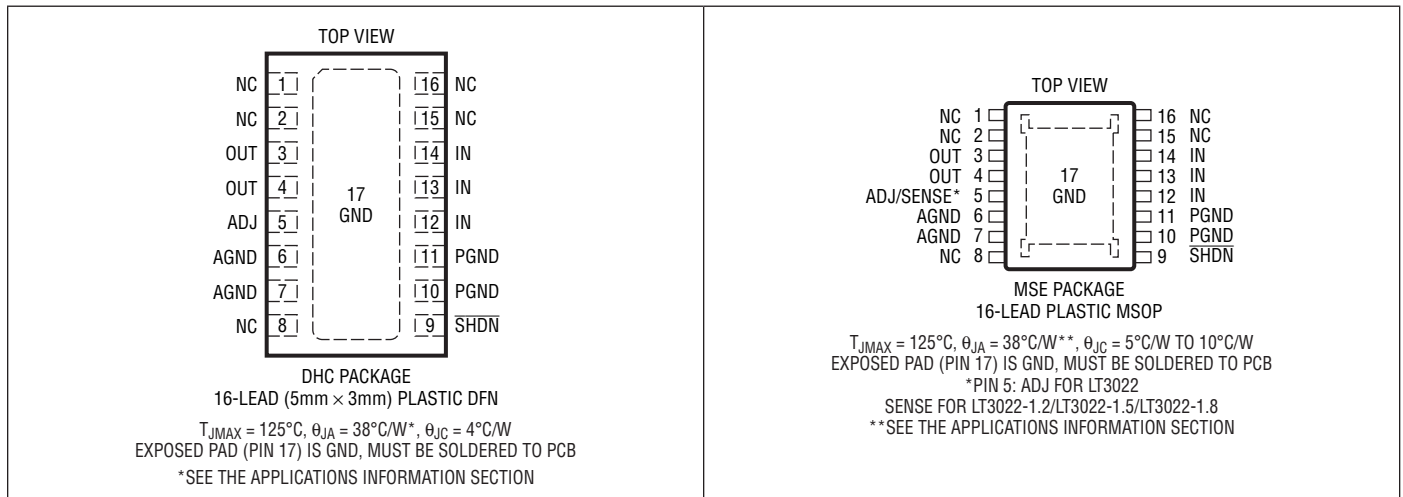 TOP VIEW
NC 1 16 NC
NC 2 15 NC
OUT 3 14 IN
OUT 4 13 IN
17
GND
ADJ 5 12 IN
AGND 6 11 PGND
AGND 7 10 PGND
NC 8 9 SHDN
DHC PACKAGE
16-LEAD (5mm × 3mm) PLASTIC DFN
TJMAX = 125°C, θJA = 38°C/W*, θJC = 4°C/W
EXPOSED PAD (PIN 17) IS GND, MUST BE SOLDERED TO PCB
*SEE THE APPLICATIONS INFORMATION SECTION
TOP VIEW
NC 1 16 NC
NC 2 15 NC
OUT 3 14 IN
OUT 4 13 IN
17
GND
ADJ/SENSE* 5 12 IN
AGND 6 11 PGND
AGND 7 10 PGND
NC 8 9 SHDN
MSE PACKAGE
16-LEAD PLASTIC MSOP
TJMAX = 125°C, θJA = 38°C/W**, θJC = 5°C/W TO 10°C/W
EXPOSED PAD (PIN 17) IS GND, MUST BE SOLDERED TO PCB
*PIN 5: ADJ FOR LT3022
SENSE FOR LT3022-1.2/LT3022-1.5/LT3022-1.8
**SEE THE APPLICATIONS INFORMATION SECTION